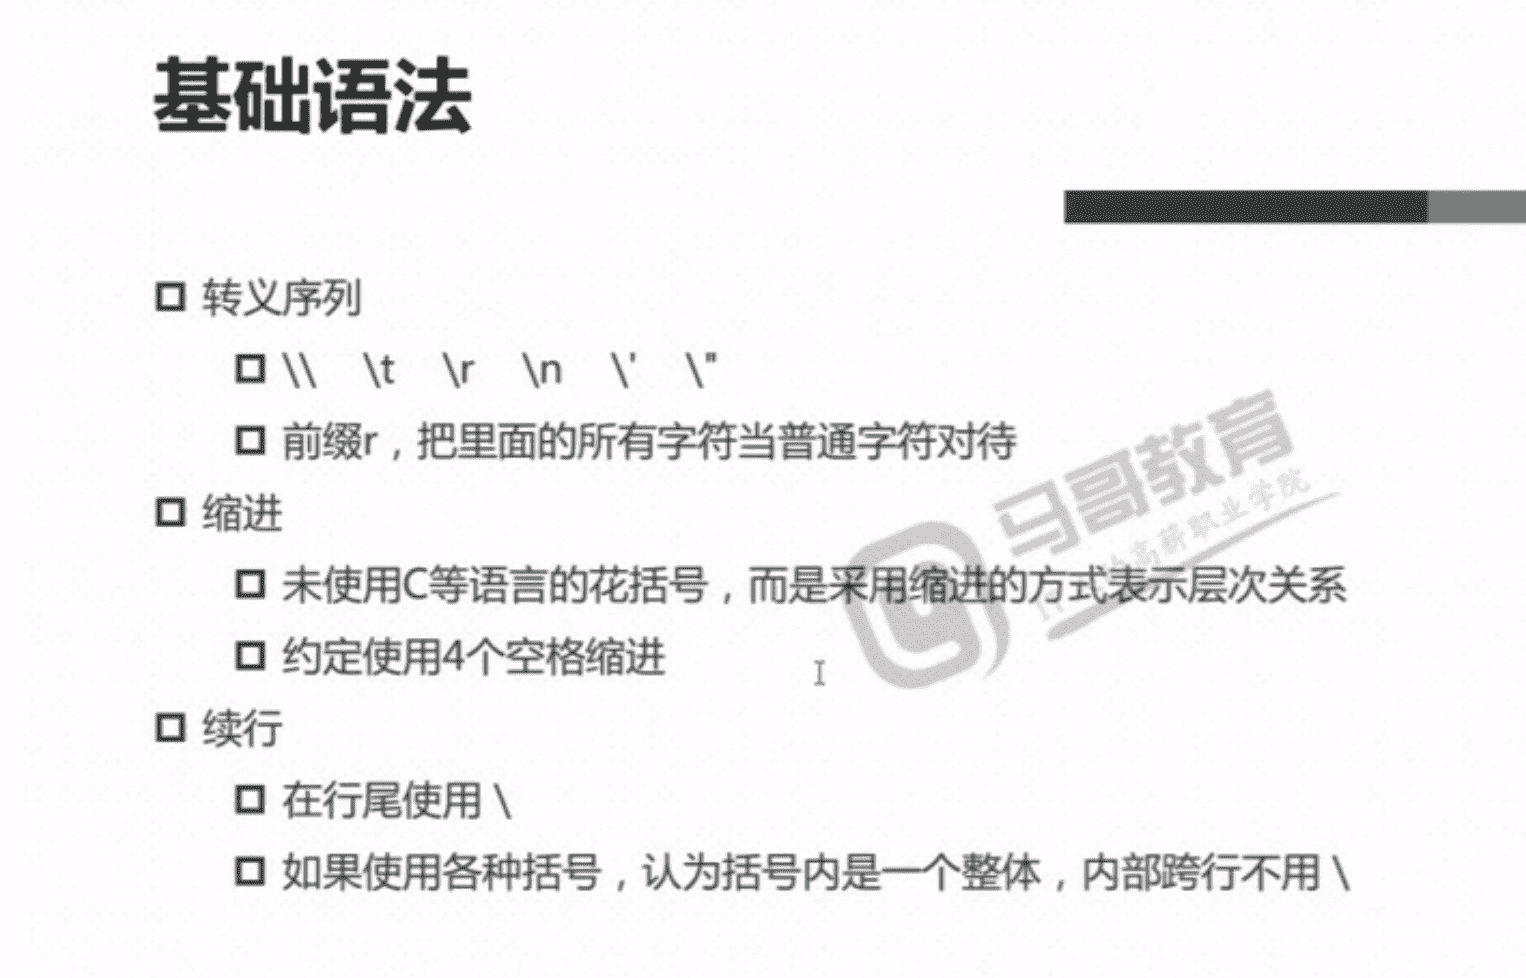 基础语法
转义序列
\\ \t \r \n \' \"
前缀r，把里面的所有字符当普通字符对待
缩进
未使用C等语言的花括号，而是采用缩进的方式表示层次关系
约定使用4个空格缩进
续行
在行尾使用 \
如果使用各种括号，认为括号内是一个整体，内部跨行不用 \
马哥教育
高薪职业学院